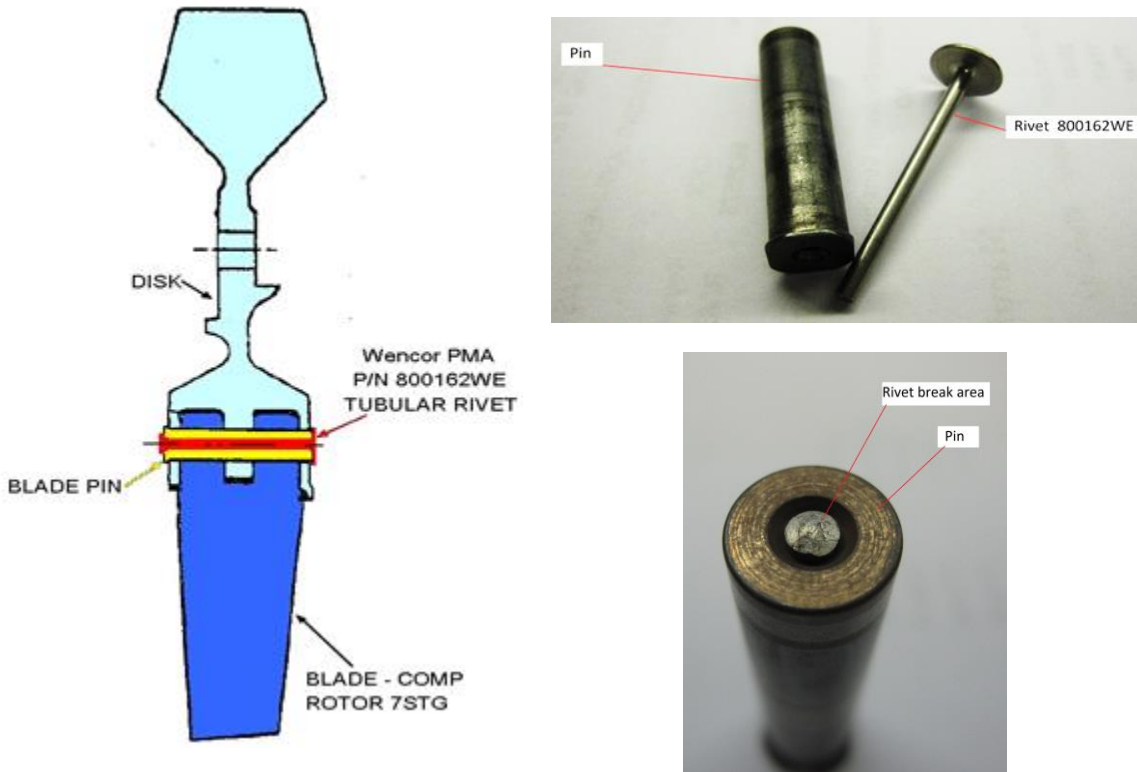 DISK
Wencor PMA
P/N 800162WE
TUBULAR RIVET
BLADE PIN
BLADE - COMP
ROTOR 7STG
Pin
Rivet 800162WE
Rivet break area
Pin